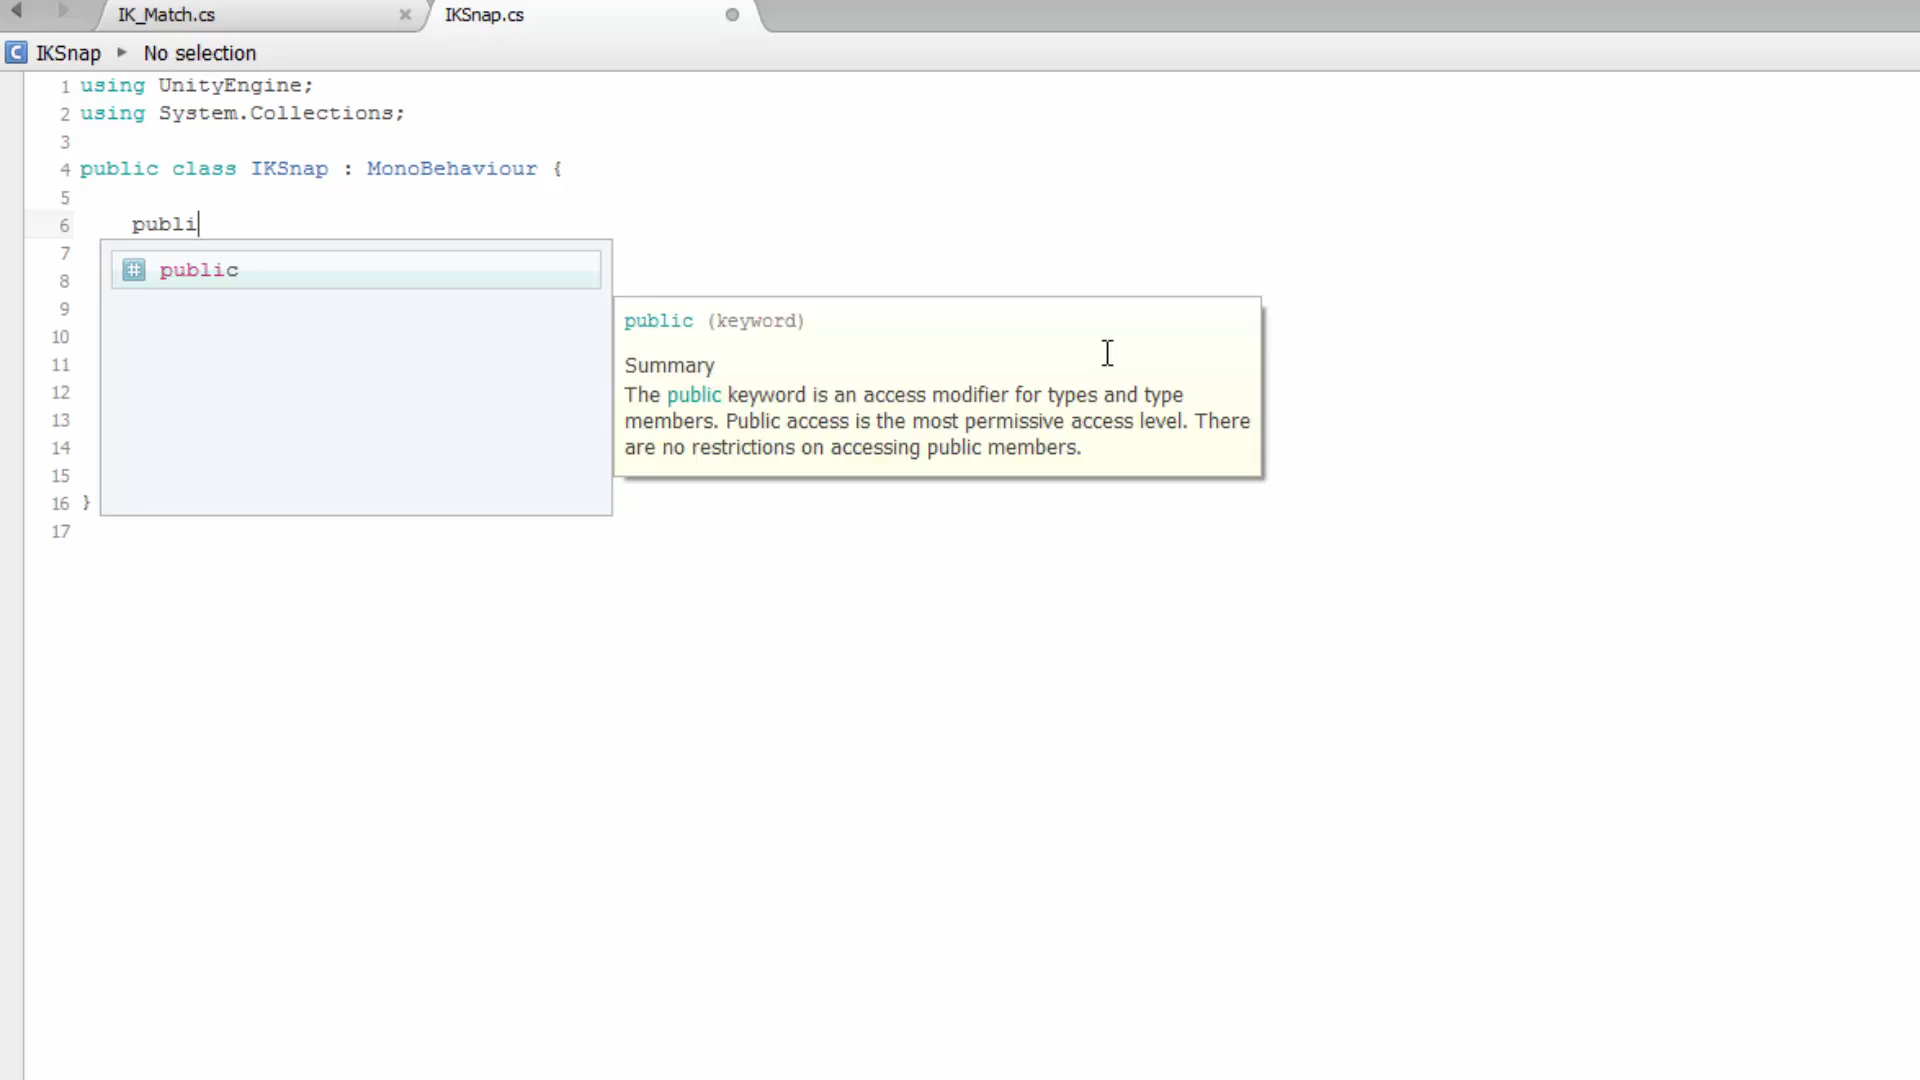 IK_Match.cs
IKSnap.cs
IKSnap
No selection
1 using UnityEngine;
2 using System.Collections;
3
4 public class IKSnap : MonoBehaviour {
5
6 publi
7
8
9
10
11
12
13
14
15
16 }
17
public
public (keyword)
Summary
The public keyword is an access modifier for types and type
members. Public access is the most permissive access level. There
are no restrictions on accessing public members.